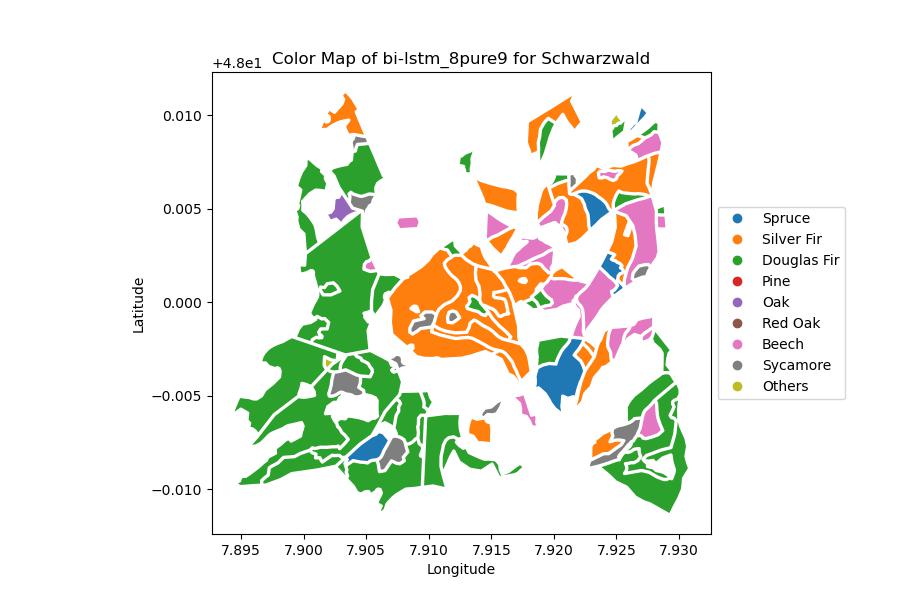 Color Map of bi-lstm_8pure9 for Schwarzwald
+4.8e1
0.010
0.005
0.000
−0.005
−0.010
Latitude
7.895 7.900 7.905 7.910 7.915 7.920 7.925 7.930
Longitude
Spruce
Silver Fir
Douglas Fir
Pine
Oak
Red Oak
Beech
Sycamore
Others